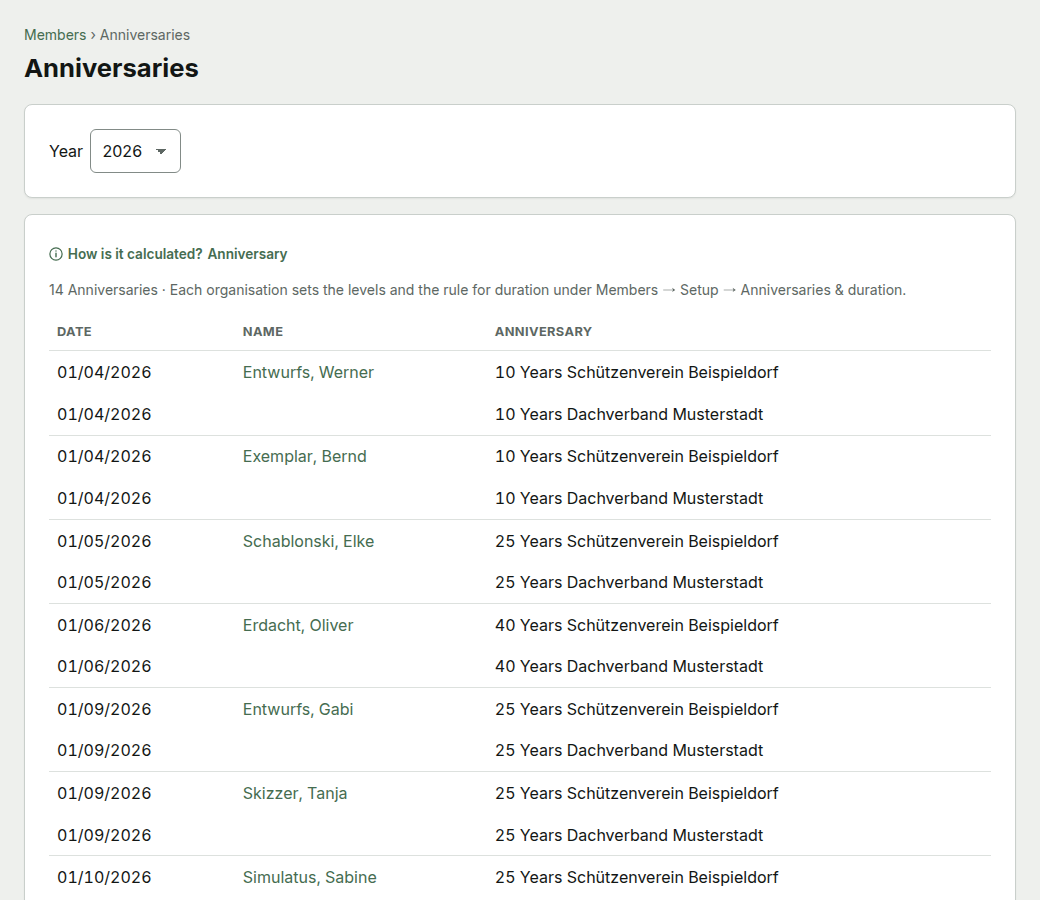 Members › Anniversaries
Anniversaries
Year 2026
How is it calculated? Anniversary
14 Anniversaries · Each organisation sets the levels and the rule for duration under Members → Setup → Anniversaries & duration.
DATE NAME ANNIVERSARY
01/04/2026 Entwurfs, Werner 10 Years Schützenverein Beispieldorf
01/04/2026 10 Years Dachverband Musterstadt
01/04/2026 Exemplar, Bernd 10 Years Schützenverein Beispieldorf
01/04/2026 10 Years Dachverband Musterstadt
01/05/2026 Schablonski, Elke 25 Years Schützenverein Beispieldorf
01/05/2026 25 Years Dachverband Musterstadt
01/06/2026 Erdacht, Oliver 40 Years Schützenverein Beispieldorf
01/06/2026 40 Years Dachverband Musterstadt
01/09/2026 Entwurfs, Gabi 25 Years Schützenverein Beispieldorf
01/09/2026 25 Years Dachverband Musterstadt
01/09/2026 Skizzer, Tanja 25 Years Schützenverein Beispieldorf
01/09/2026 25 Years Dachverband Musterstadt
01/10/2026 Simulatus, Sabine 25 Years Schützenverein Beispieldorf